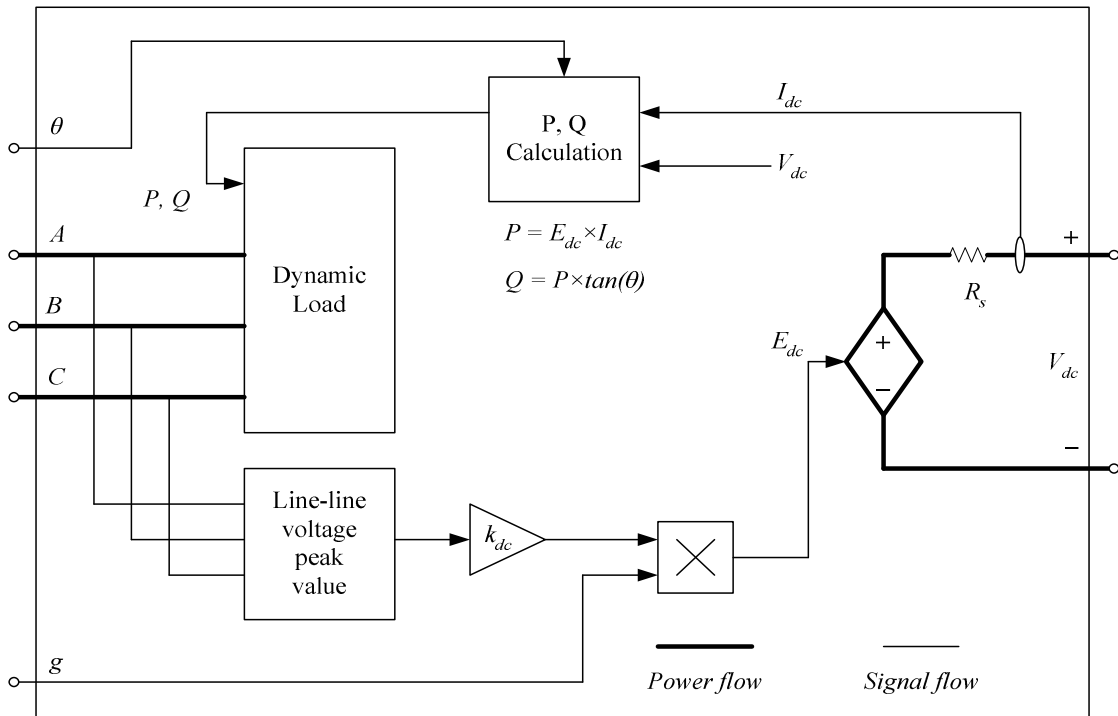 θ
P, Q
Calculation
I_dc
V_dc
P, Q
P = E_dc×I_dc
Q = P×tan(θ)
A
B
C
Dynamic
Load
+
R_s
E_dc
+
−
V_dc
−
Line-line
voltage
peak
value
k_dc
g
Power flow
Signal flow